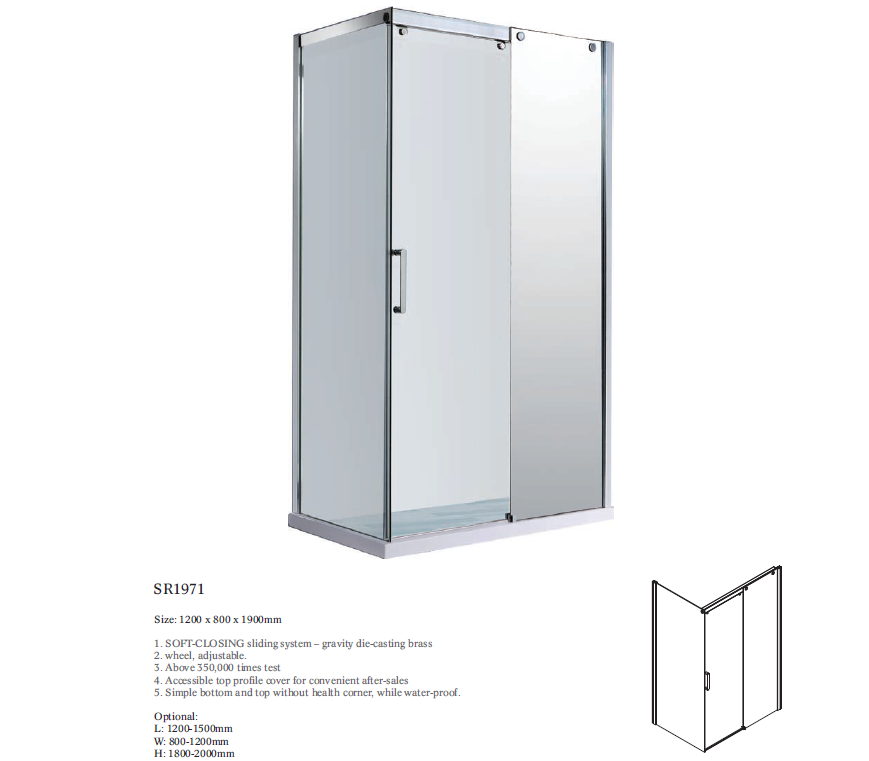 SR1971
Size: 1200 x 800 x 1900mm
1. SOFT-CLOSING sliding system – gravity die-casting brass
2. wheel, adjustable.
3. Above 350,000 times test
4. Accessible top profile cover for convenient after-sales
5. Simple bottom and top without health corner, while water-proof.
Optional:
L: 1200-1500mm
W: 800-1200mm
H: 1800-2000mm